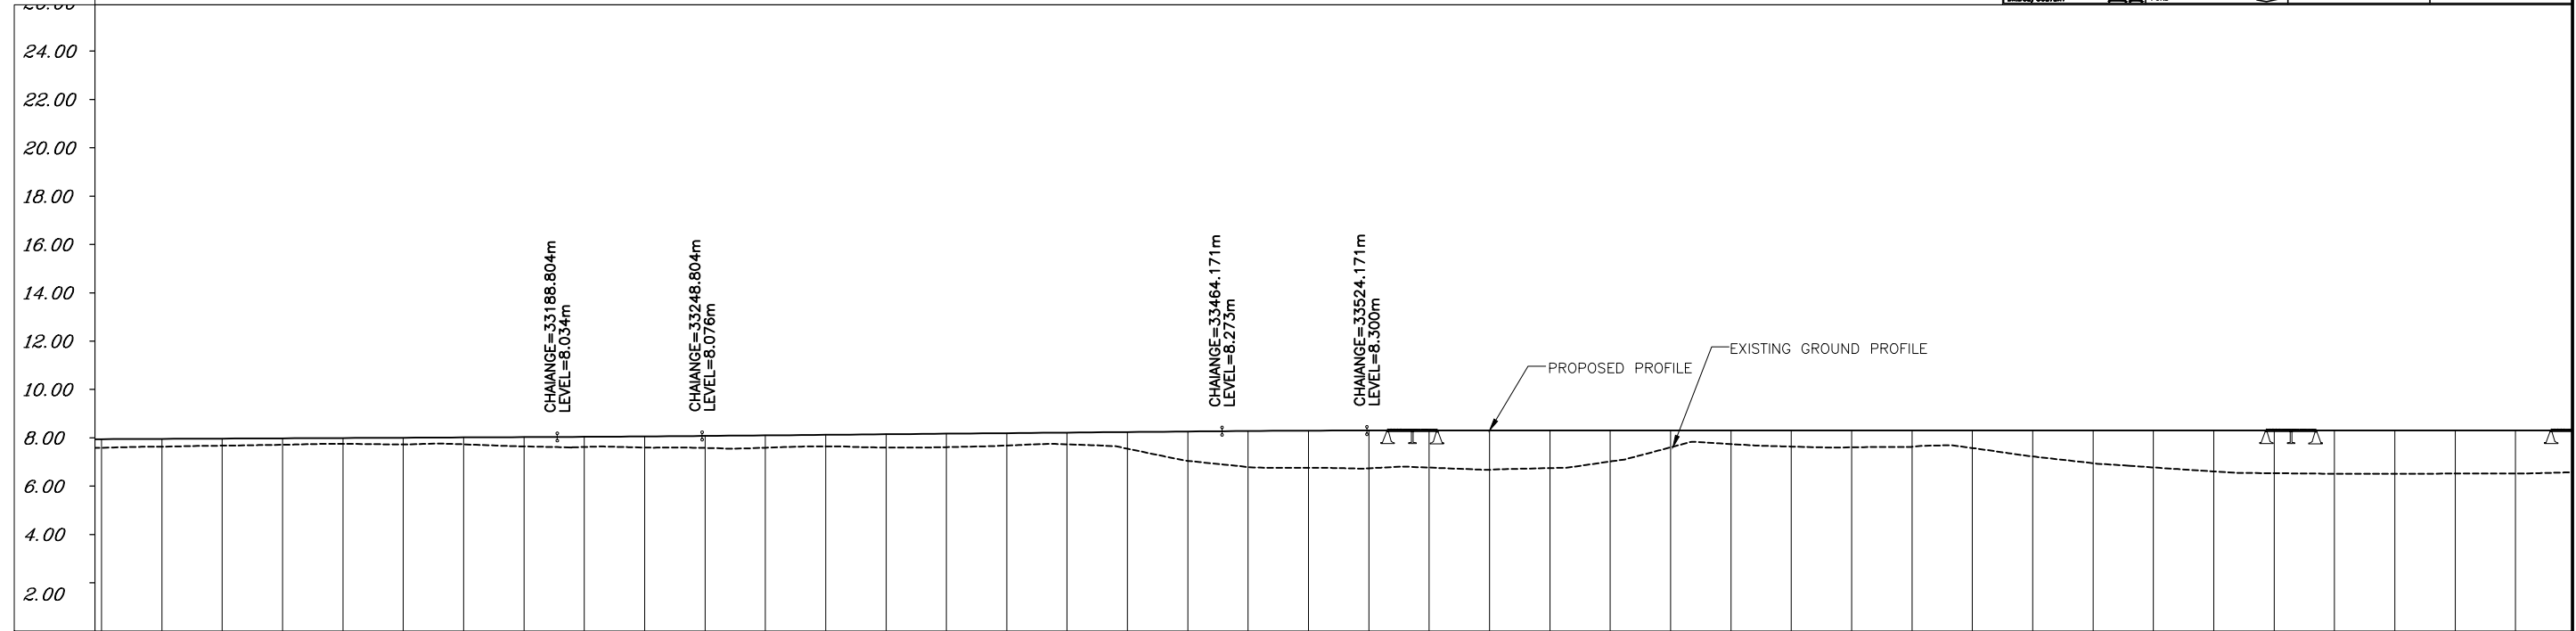 24.00
22.00
20.00
18.00
16.00
14.00
12.00
10.00
8.00
6.00
4.00
2.00
CHAIANGE=33188.804m
LEVEL=8.034m
CHAIANGE=33248.804m
LEVEL=8.076m
CHAIANGE=33464.171m
LEVEL=8.273m
CHAIANGE=33524.171m
LEVEL=8.300m
PROPOSED PROFILE
EXISTING GROUND PROFILE